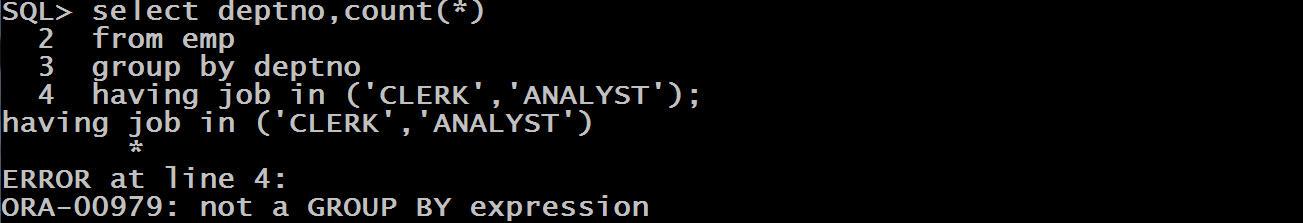 SQL> select deptno,count(*)
  2  from emp
  3  group by deptno
  4  having job in ('CLERK','ANALYST');
having job in ('CLERK','ANALYST')
       *
ERROR at line 4:
ORA-00979: not a GROUP BY expression